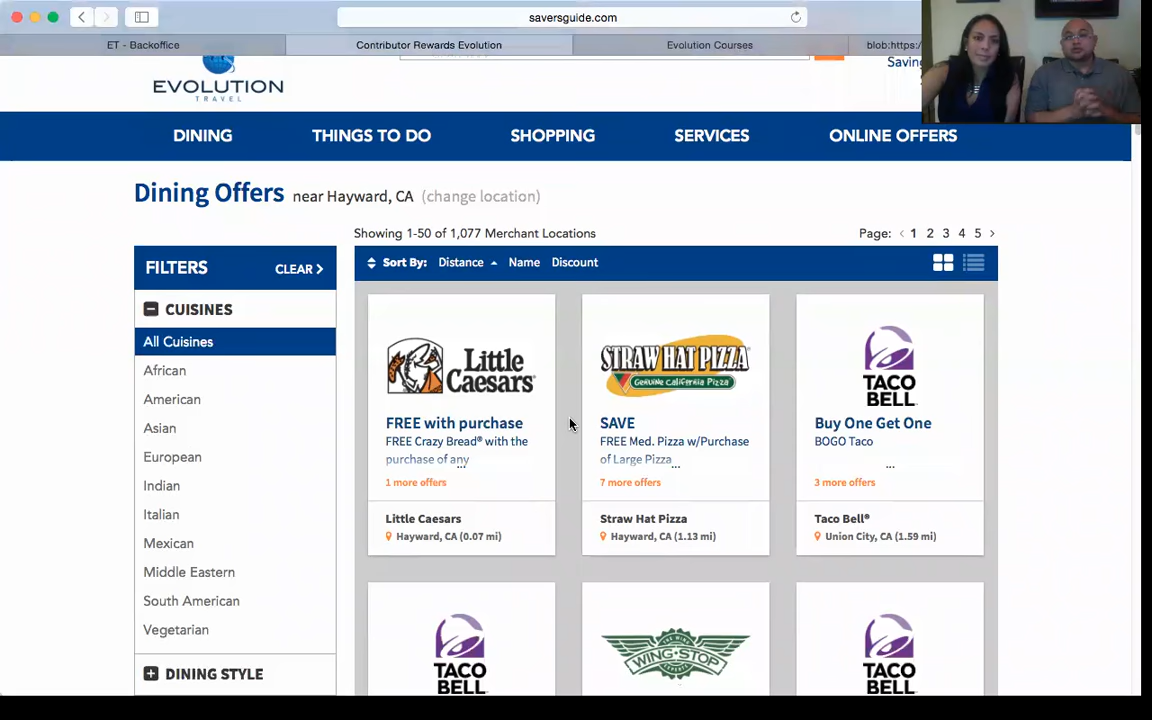 saversguide.com
ET - Backoffice
Contributor Rewards Evolution
Evolution Courses
blob:https:/
EVOLUTION
TRAVEL
Saving
DINING
THINGS TO DO
SHOPPING
SERVICES
ONLINE OFFERS
Dining Offers near Hayward, CA (change location)
Showing 1-50 of 1,077 Merchant Locations
Page: < 1 2 3 4 5 >
FILTERS
CLEAR >
Sort By: Distance Name Discount
CUISINES
All Cuisines
African
American
Asian
European
Indian
Italian
Mexican
Middle Eastern
South American
Vegetarian
DINING STYLE
Little Caesars®
FREE with purchase
FREE Crazy Bread® with the
purchase of any
...
1 more offers
Little Caesars
Hayward, CA (0.07 mi)
STRAW HAT PIZZA
GENUINE CALIFORNIA PIZZA
SAVE
FREE Med. Pizza w/Purchase
of Large Pizza
...
7 more offers
Straw Hat Pizza
Hayward, CA (1.13 mi)
TACO
BELL
Buy One Get One
BOGO Taco
...
3 more offers
Taco Bell®
Union City, CA (1.59 mi)
TACO
BELL
WING·STOP
TACO
BELL